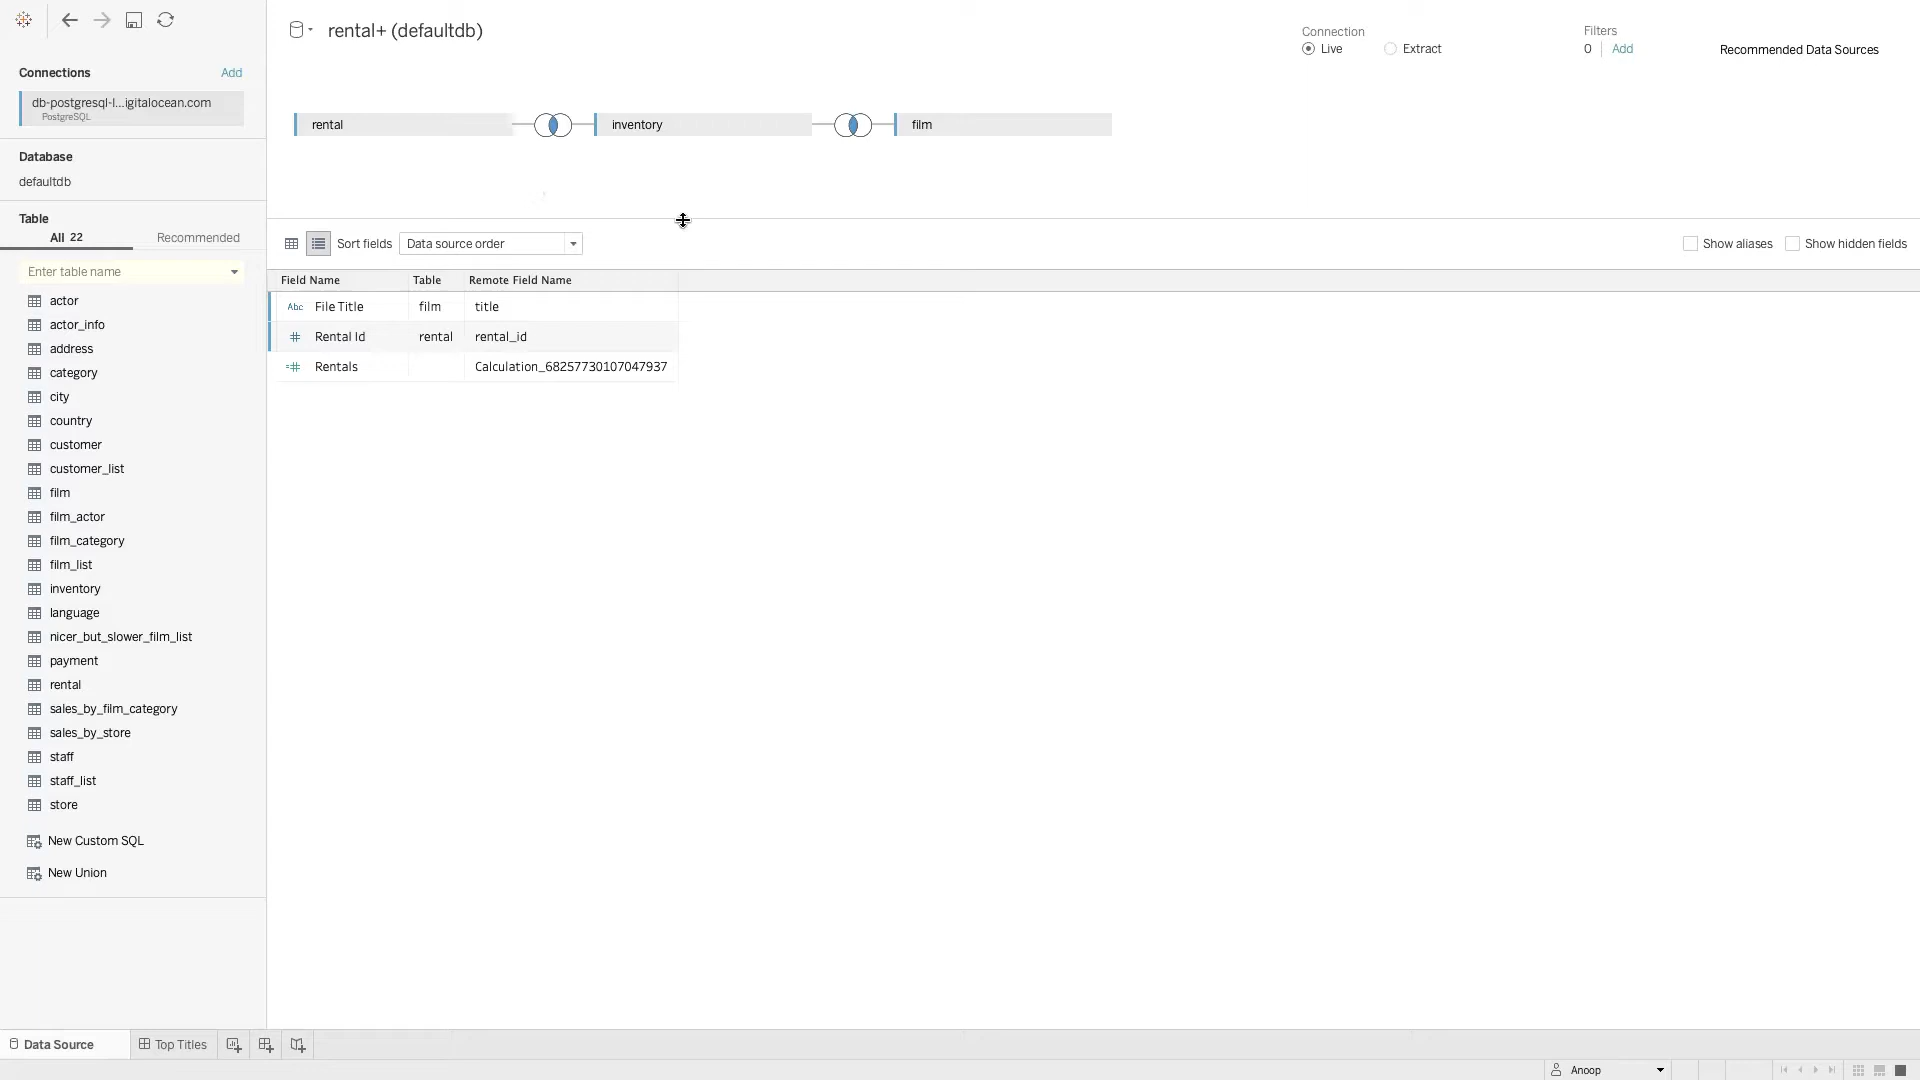 rental+ (defaultdb)
Connection
Live
Extract
Filters
0
Add
Recommended Data Sources
Connections
Add
db-postgresql-l...igitalocean.com
PostgreSQL
Database
defaultdb
Table
All 22
Recommended
Enter table name
actor
actor_info
address
category
city
country
customer
customer_list
film
film_actor
film_category
film_list
inventory
language
nicer_but_slower_film_list
payment
rental
sales_by_film_category
sales_by_store
staff
staff_list
store
New Custom SQL
New Union
rental
inventory
film
Sort fields
Data source order
Show aliases
Show hidden fields
Field Name Table Remote Field Name
Abc File Title film title
# Rental Id rental rental_id
=# Rentals Calculation_68257730107047937
Data Source
Top Titles
Anoop